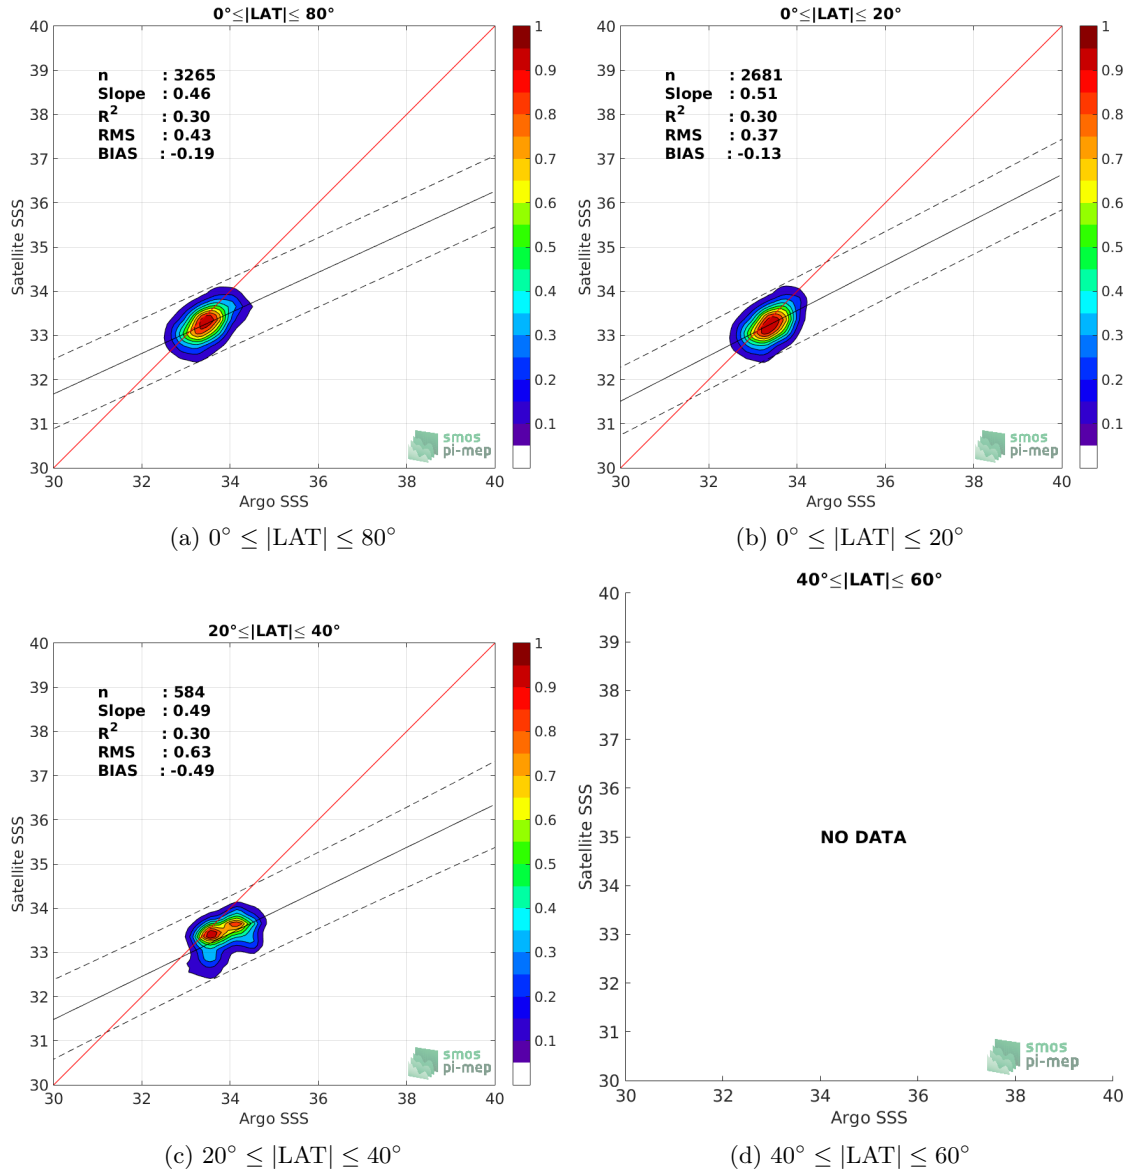 0°≤|LAT|≤ 80°
40
39
38
37
36
35
34
33
32
31
30
Satellite SSS
n : 3265
Slope : 0.46
R² : 0.30
RMS : 0.43
BIAS : -0.19
smos
pi-mep
30 32 34 36 38 40
Argo SSS
1
0.9
0.8
0.7
0.6
0.5
0.4
0.3
0.2
0.1
(a) 0° ≤ |LAT| ≤ 80°
0°≤|LAT|≤ 20°
40
39
38
37
36
35
34
33
32
31
30
Satellite SSS
n : 2681
Slope : 0.51
R² : 0.30
RMS : 0.37
BIAS : -0.13
smos
pi-mep
30 32 34 36 38 40
Argo SSS
1
0.9
0.8
0.7
0.6
0.5
0.4
0.3
0.2
0.1
(b) 0° ≤ |LAT| ≤ 20°
20°≤|LAT|≤ 40°
40
39
38
37
36
35
34
33
32
31
30
Satellite SSS
n : 584
Slope : 0.49
R² : 0.30
RMS : 0.63
BIAS : -0.49
smos
pi-mep
30 32 34 36 38 40
Argo SSS
1
0.9
0.8
0.7
0.6
0.5
0.4
0.3
0.2
0.1
(c) 20° ≤ |LAT| ≤ 40°
40°≤|LAT|≤ 60°
40
39
38
37
36
35
34
33
32
31
30
Satellite SSS
NO DATA
smos
pi-mep
30 32 34 36 38 40
Argo SSS
(d) 40° ≤ |LAT| ≤ 60°